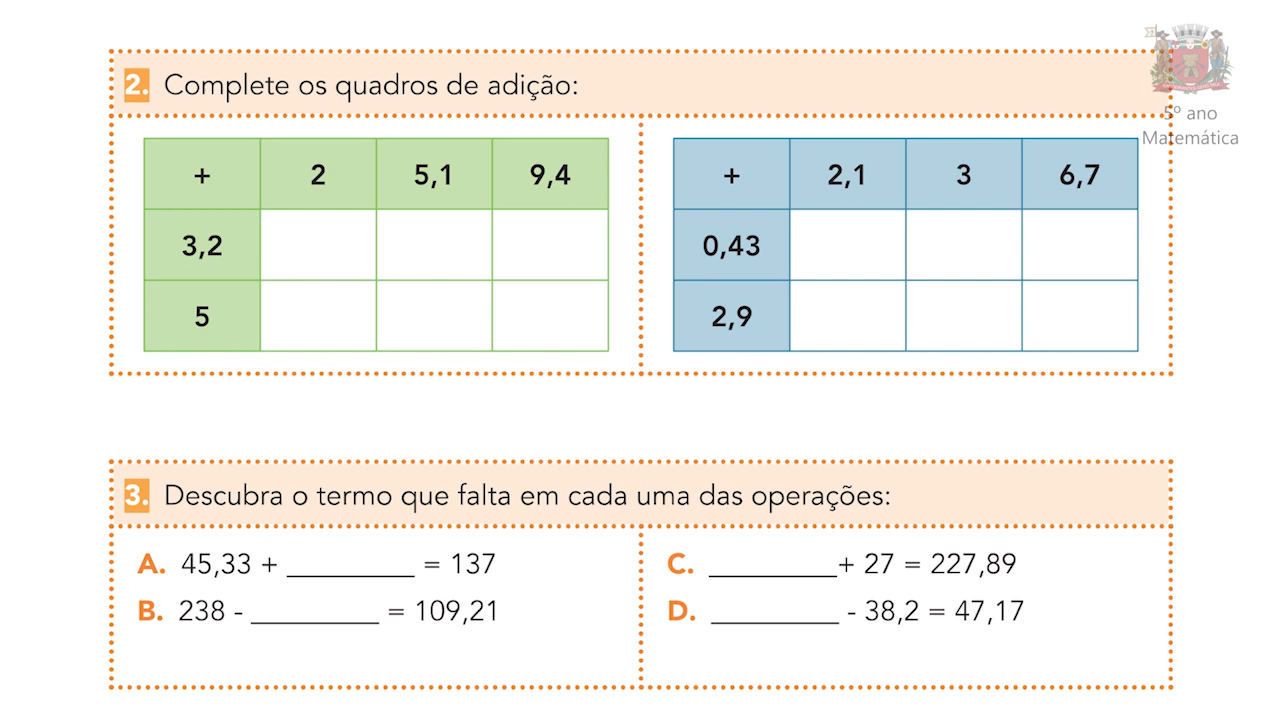 5º ano
Matemática
2. Complete os quadros de adição:
+ 2 5,1 9,4
3,2
5
+ 2,1 3 6,7
0,43
2,9
3. Descubra o termo que falta em cada uma das operações:
A. 45,33 + _________ = 137
B. 238 - _________ = 109,21
C. _________+ 27 = 227,89
D. _________ - 38,2 = 47,17